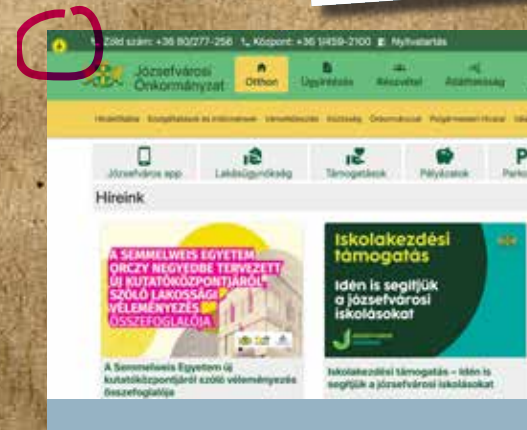 Zöld szám: +36 80/277-256 Központ: +36 1/459-2100 Nyitvatartás
Józsefvárosi
Önkormányzat
Otthon Ügyintézés Részvétel Átláthatóság
Józsefváros app Lakásügynökség Támogatások Pályázatok
Híreink
A SEMMELWEIS EGYETEM
ORCZY NEGYEDBE TERVEZETT
ÚJ KUTATÓKÖZPONTJÁRÓL
SZÓLÓ LAKOSSÁGI
VÉLEMÉNYEZÉS
ÖSSZEFOGLALÓJA
Iskolakezdési
támogatás
Idén is segítjük
a józsefvárosi
iskolásokat
A Semmelweis Egyetem új
kutatóközpontjáról szóló véleményezés
összefoglalója
Iskolakezdési támogatás – Idén is
segítjük a józsefvárosi iskolásokat